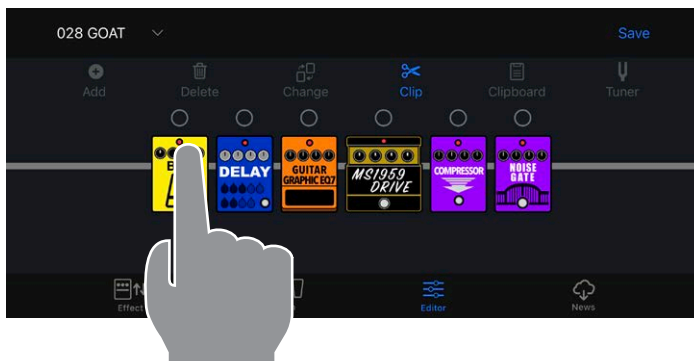 028 GOAT
Save
Add
Delete
Change
Clip
Clipboard
Tuner
DELAY
GUITAR
GRAPHIC EQ7
MS1959
DRIVE
COMPRESSOR
NOISE
GATE
Effect
Editor
News